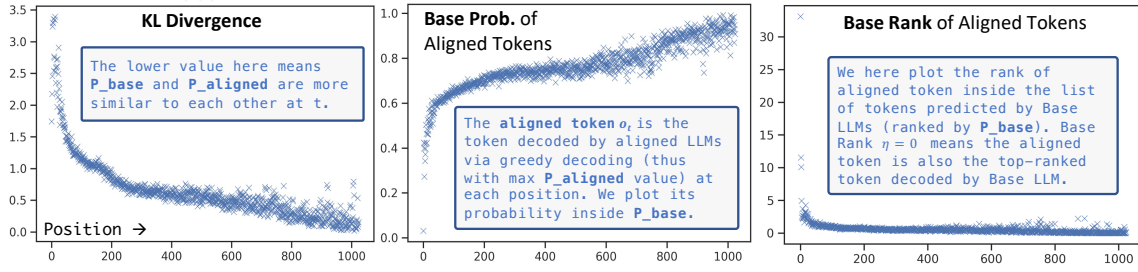 KL Divergence
3.5
3.0
2.5
2.0
1.5
1.0
0.5
0.0
The lower value here means
P_base and P_aligned are more
similar to each other at t.
Position →
0 200 400 600 800 1000
Base Prob. of
Aligned Tokens
1.0
0.8
0.6
0.4
0.2
0.0
The aligned token oₜ is the
token decoded by aligned LLMs
via greedy decoding (thus
with max P_aligned value) at
each position. We plot its
probability inside P_base.
0 200 400 600 800 1000
Base Rank of Aligned Tokens
30
25
20
15
10
5
0
We here plot the rank of
aligned token inside the list
of tokens predicted by Base
LLMs (ranked by P_base). Base
Rank η = 0 means the aligned
token is also the top-ranked
token decoded by Base LLM.
0 200 400 600 800 1000